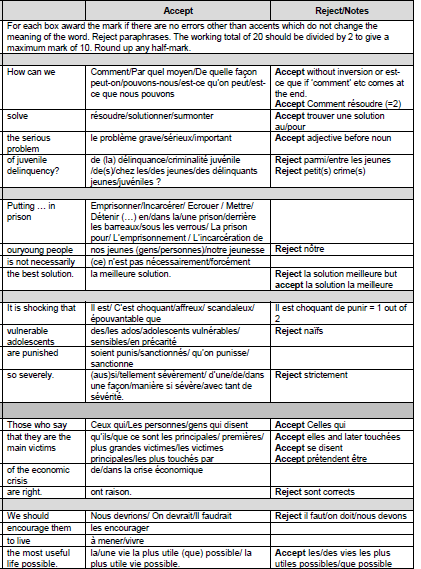 Accept Reject/Notes
For each box award the mark if there are no errors other than accents which do not change the
meaning of the word. Reject paraphrases. The working total of 20 should be divided by 2 to give a
maximum mark of 10. Round up any half-mark.
How can we
Comment/Par quel moyen/De quelle façon
peut-on/pouvons-nous/est-ce qu'on peut/est-
ce que nous pouvons
Accept without inversion or est-
ce que if 'comment' etc comes at
the end.
Accept Comment résoudre (=2)
solve
résoudre/solutionner/surmonter
Accept trouver une solution
au/pour
the serious
problem
le problème grave/sérieux/important
Accept adjective before noun
of juvenile
delinquency?
de (la) délinquance/criminalité juvénile
/de(s)/chez les/des jeunes/des délinquants
jeunes/juvéniles ?
Reject parmi/entre les jeunes
Reject petit(s) crime(s)
Putting … in
prison
Emprisonner/Incarcérer/ Ecrouer / Mettre/
Détenir (…) en/dans la/une prison/derrière
les barreaux/sous les verrous/ La prison
pour/ L'emprisonnement / L'incarcération de
ouryoung people
nos jeunes (gens/personnes)/notre jeunesse
Reject nôtre
is not necessarily
(ce) n'est pas nécessairement/forcément
the best solution.
la meilleure solution.
Reject la solution meilleure but
accept la solution la meilleure
It is shocking that
Il est/ C'est choquant/affreux/ scandaleux/
épouvantable que
Il est choquant de punir = 1 out of
2
vulnerable
adolescents
des/les ados/adolescents vulnérables/
sensibles/en précarité
Reject naïfs
are punished
soient punis/sanctionnés/ qu'on punisse/
sanctionne
so severely.
(aus)si/tellement sévèrement/ d'une/de/dans
une façon/manière si sévère/avec tant de
sévérité.
Reject strictement
Those who say
Ceux qui/Les personnes/gens qui disent
Accept Celles qui
that they are the
main victims
qu'ils/que ce sont les principales/ premières/
plus grandes victimes/les victimes
principales/les plus touchés par
Accept elles and later touchées
Accept se disent
Accept prétendent être
of the economic
crisis
de/dans la crise économique
are right.
ont raison.
Reject sont corrects
We should
Nous devrions/ On devrait/Il faudrait
Reject il faut/on doit/nous devons
encourage them
les encourager
to live
à mener/vivre
the most useful
life possible.
la/une vie la plus utile (que) possible/ la
plus utile vie possible.
Accept les/des vies les plus
utiles possibles/que possible